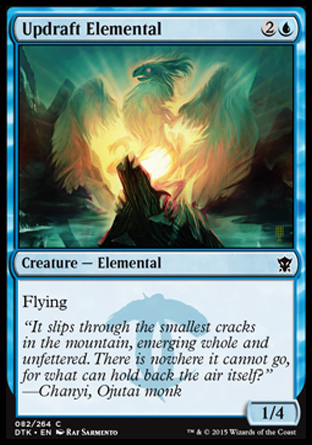 Updraft Elemental 2
Creature — Elemental
Flying
“It slips through the smallest cracks
in the mountain, emerging whole and
unfettered. There is nowhere it cannot go,
for what can hold back the air itself?”
—Chanyi, Ojutai monk
1/4
082/264 C
DTK • EN Raf Sarmento
™ & © 2015 Wizards of the Coast